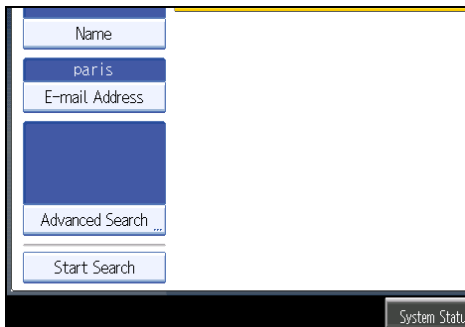 Name
paris
E-mail Address
Advanced Search
Start Search
System Statu